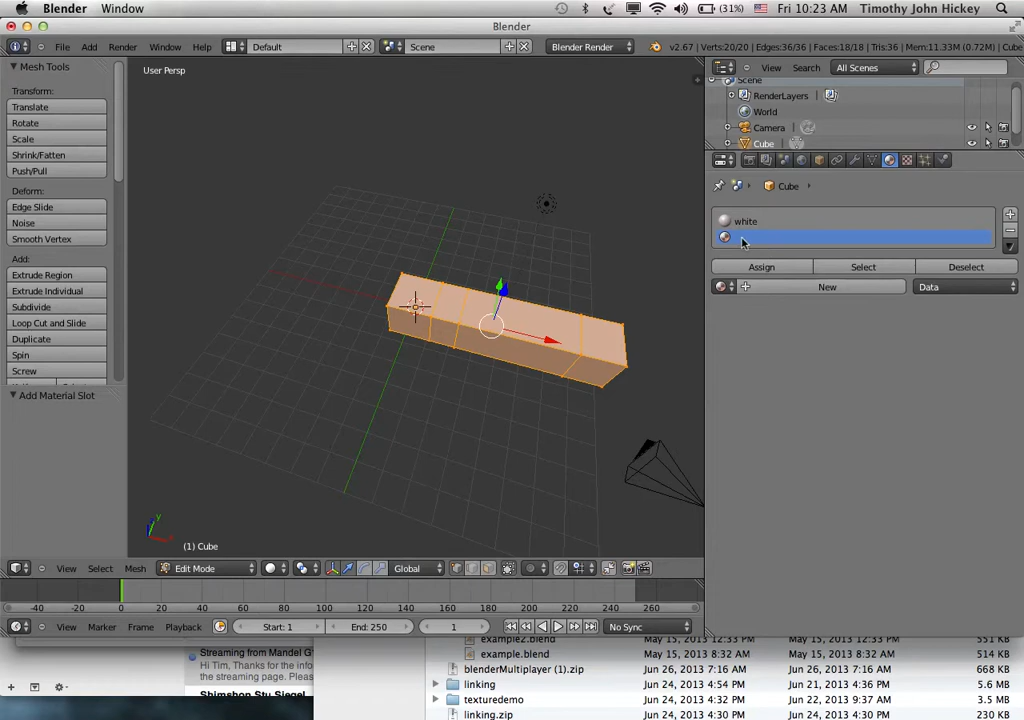 Blender Window (31%) Fri 10:23 AM Timothy John Hickey
Blender
File Add Render Window Help Default Scene Blender Render v2.67 | Verts:20/20 | Edges:36/36 | Faces:18/18 | Tris:36 | Mem:11.33M (0.72M) | Cube
Mesh Tools
Transform:
Translate
Rotate
Scale
Shrink/Fatten
Push/Pull
Deform:
Edge Slide
Noise
Smooth Vertex
Add:
Extrude Region
Extrude Individual
Subdivide
Loop Cut and Slide
Duplicate
Spin
Screw
Add Material Slot
User Persp
(1) Cube
View Search All Scenes
Scene
RenderLayers
World
Camera
Cube
Cube
white
Assign Select Deselect
New Data
View Select Mesh Edit Mode Global
-40 -20 0 20 40 60 80 100 120 140 160 180 200 220 240 260
View Marker Frame Playback Start: 1 End: 250 1 No Sync
Streaming from Mandel G
Hi Tim, Thanks for the info
the streaming page.
Shimshon Stu Siegel
example2.blend May 15, 2013 12:33 PM May 15, 2013 12:33 PM 551 KB
example.blend May 15, 2013 8:32 AM May 15, 2013 8:32 AM 514 KB
blenderMultiplayer (1).zip Jun 26, 2013 7:16 AM Jun 26, 2013 7:16 AM 668 KB
linking Jun 24, 2013 4:54 PM Jun 21, 2013 4:36 PM 5.6 MB
texturedemo Jun 24, 2013 4:32 PM Jun 24, 2013 4:32 PM 3.5 MB
linking.zip Jun 24, 2013 4:30 PM Jun 24, 2013 4:30 PM 230 KB